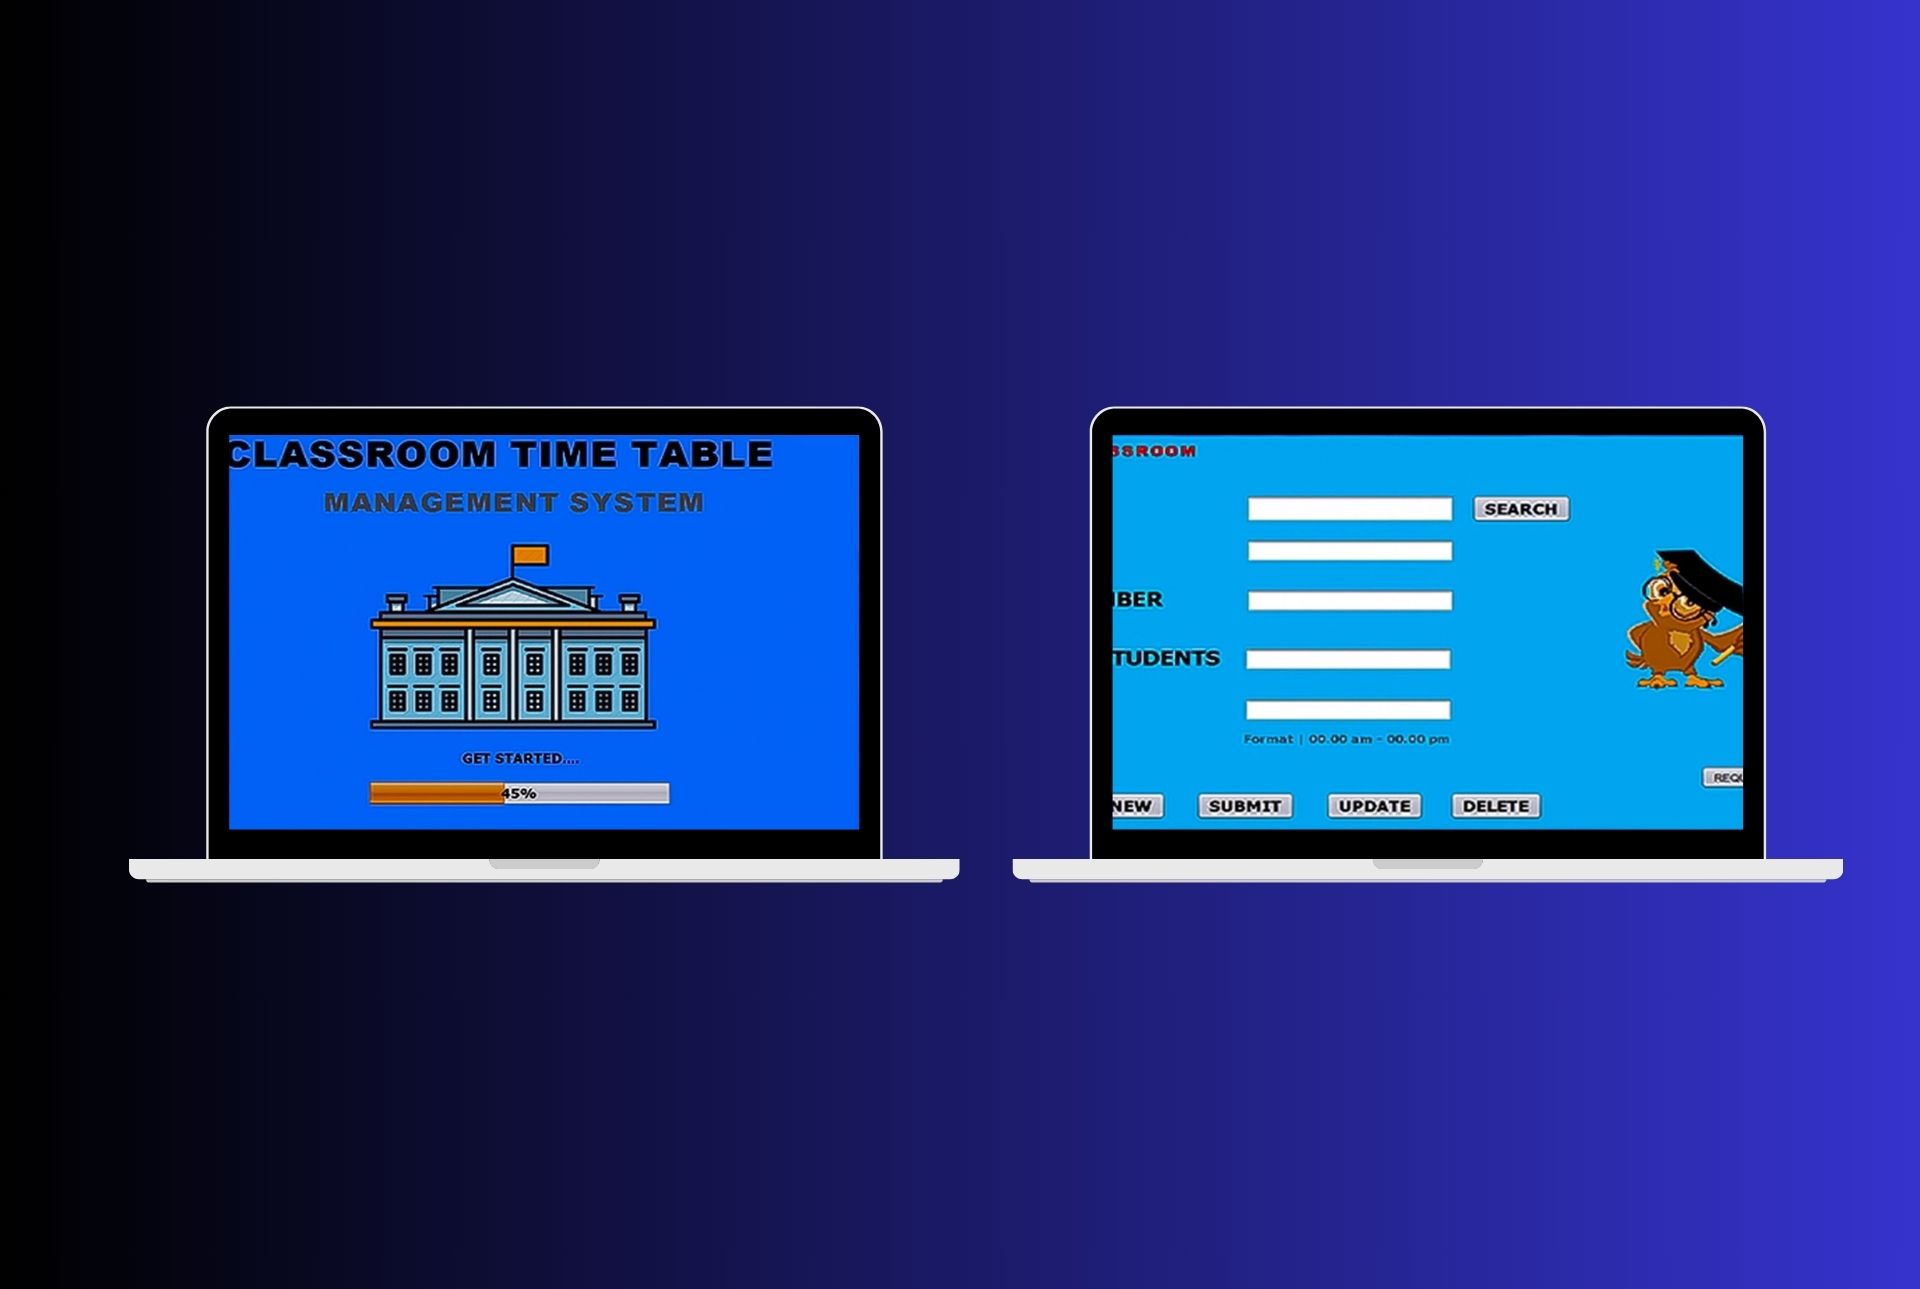 CLASSROOM TIME TABLE
MANAGEMENT SYSTEM
GET STARTED....
45%
SSROOM
SEARCH
BER
TUDENTS
Format | 00.00 am - 00.00 pm
REQU
NEW
SUBMIT
UPDATE
DELETE